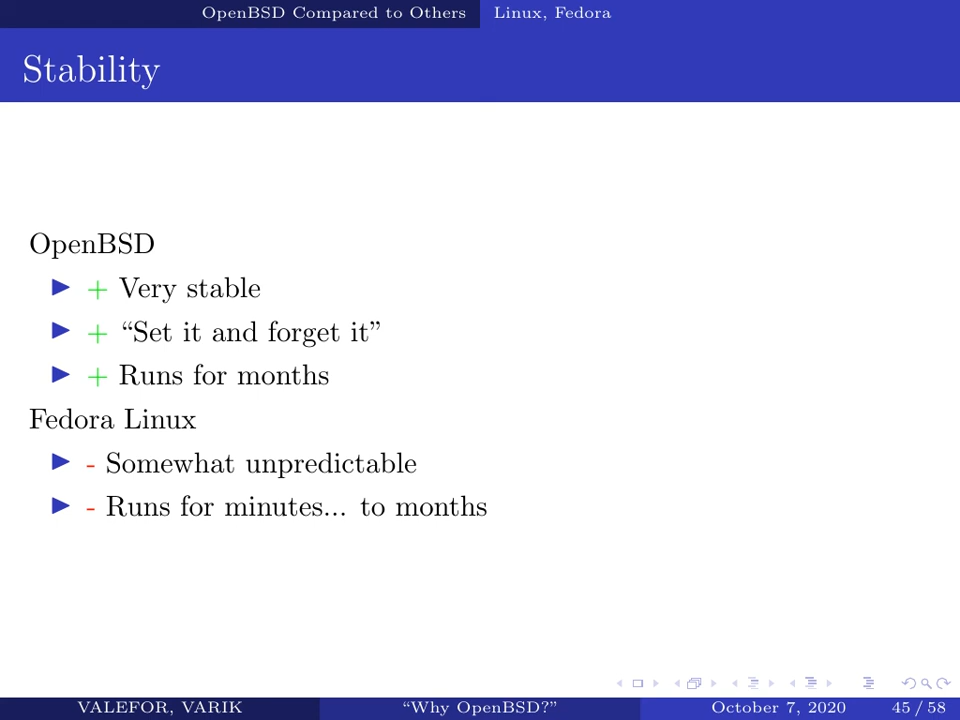 OpenBSD Compared to Others Linux, Fedora
Stability
OpenBSD
+ Very stable
+ “Set it and forget it”
+ Runs for months
Fedora Linux
- Somewhat unpredictable
- Runs for minutes... to months
VALEFOR, VARIK “Why OpenBSD?” October 7, 2020 45 / 58